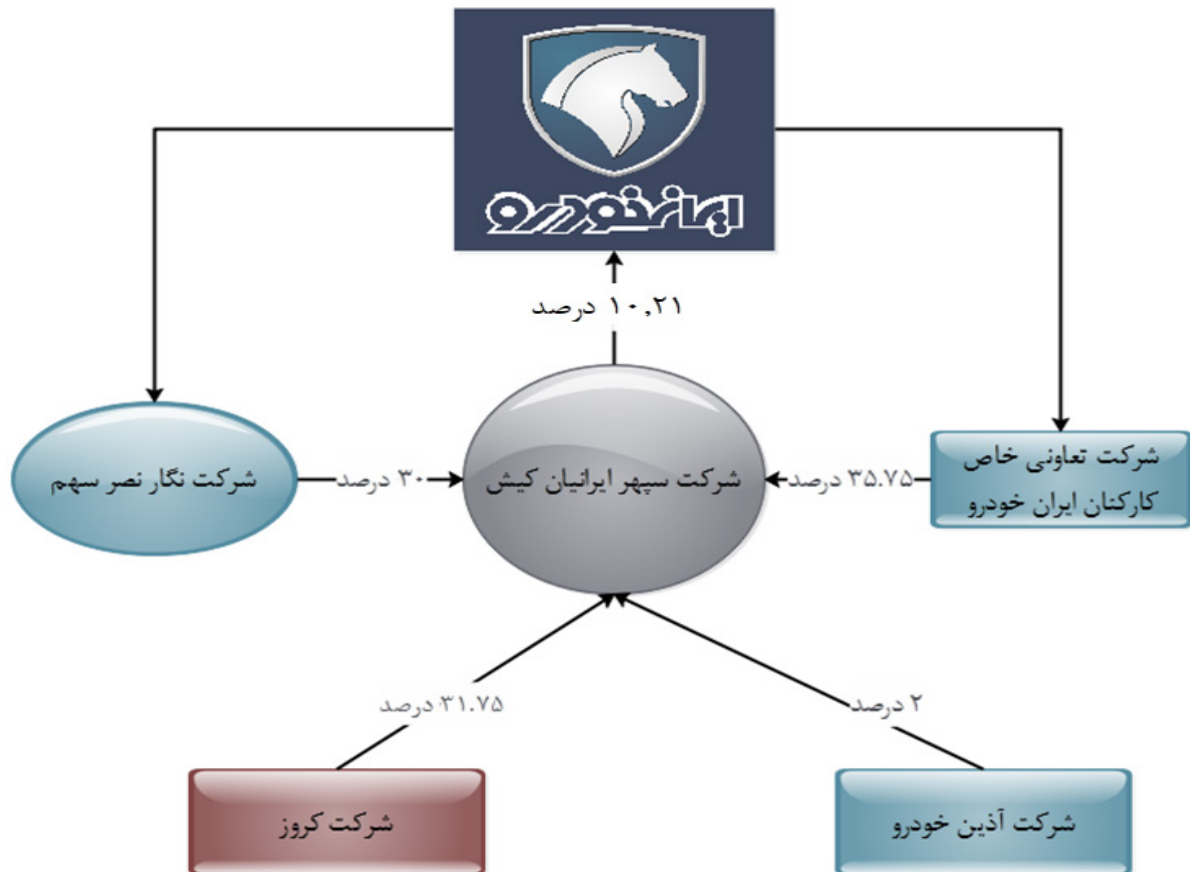 ایران‌خودرو
۱۰,۲۱ درصد
شرکت تعاونی خاص
کارکنان ایران خودرو
۳۵.۷۵ درصد
شرکت سپهر ایرانیان کیش
۳۰ درصد
شرکت نگار نصر سهم
۲ درصد
۳۱.۷۵ درصد
شرکت آذین خودرو
شرکت کروز